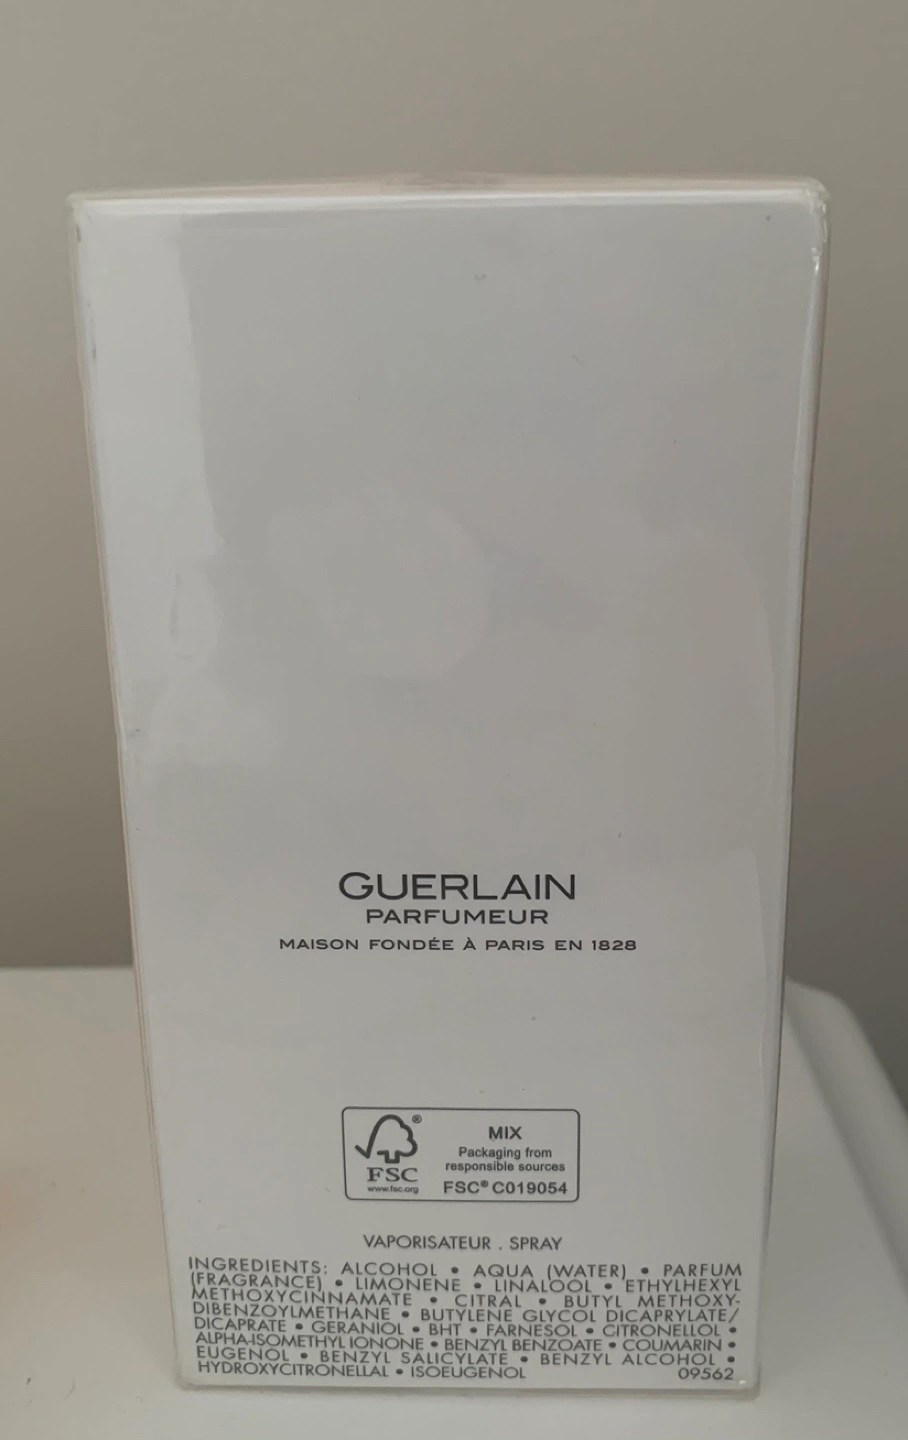 GUERLAIN
PARFUMEUR
MAISON FONDÉE À PARIS EN 1828
®
MIX
Packaging from
responsible sources
FSC
www.fsc.org
FSC® C019054
VAPORISATEUR . SPRAY
INGREDIENTS: ALCOHOL • AQUA (WATER) • PARFUM
(FRAGRANCE) • LIMONENE • LINALOOL • ETHYLHEXYL
METHOXYCINNAMATE • CITRAL • BUTYL METHOXY-
DIBENZOYLMETHANE • BUTYLENE GLYCOL DICAPRYLATE/
DICAPRATE • GERANIOL • BHT • FARNESOL • CITRONELLOL •
ALPHA-ISOMETHYL IONONE • BENZYL BENZOATE • COUMARIN •
EUGENOL • BENZYL SALICYLATE • BENZYL ALCOHOL •
HYDROXYCITRONELLAL • ISOEUGENOL 09562